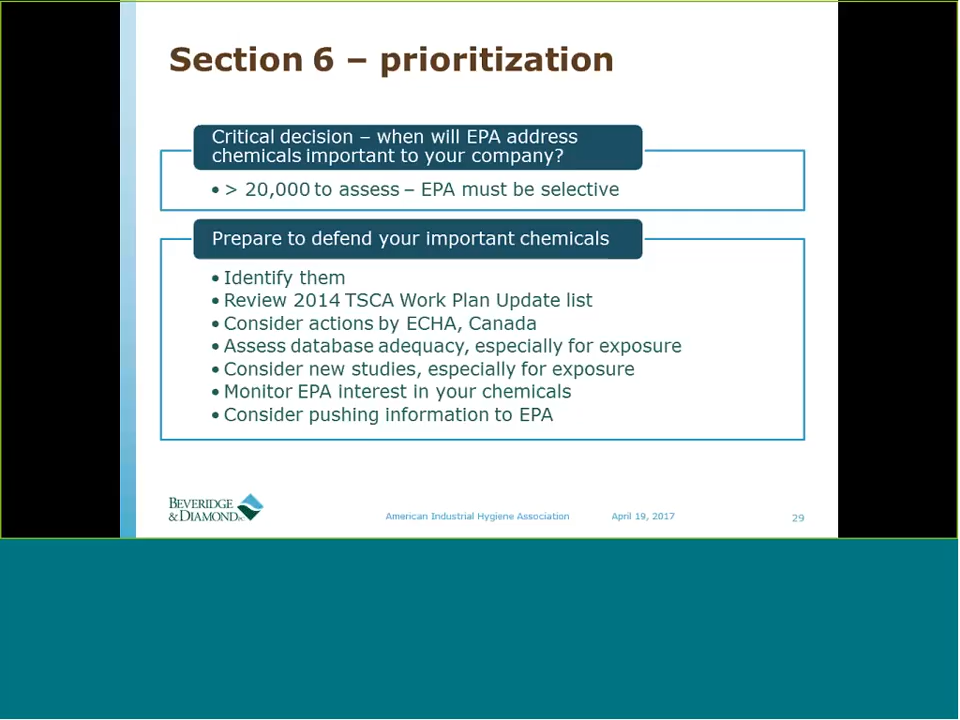 Section 6 – prioritization
Critical decision – when will EPA address
chemicals important to your company?
• > 20,000 to assess – EPA must be selective
Prepare to defend your important chemicals
• Identify them
• Review 2014 TSCA Work Plan Update list
• Consider actions by ECHA, Canada
• Assess database adequacy, especially for exposure
• Consider new studies, especially for exposure
• Monitor EPA interest in your chemicals
• Consider pushing information to EPA
BEVERIDGE
& DIAMOND PC
American Industrial Hygiene Association April 19, 2017 29